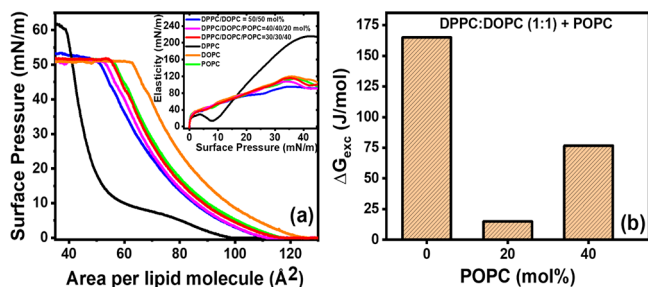 DPPC/DOPC = 50/50 mol%
DPPC/DOPC/POPC=40/40/20 mol%
DPPC/DOPC/POPC=30/30/40
DPPC
DOPC
POPC
Elasticity (mN/m)
240
200
160
120
80
40
0
0 10 20 30 40
Surface Pressure (mN/m)
Surface Pressure (mN/m)
70
60
50
40
30
20
10
0
40 60 80 100 120
Area per lipid molecule (Å²)
(a)
DPPC:DOPC (1:1) + POPC
ΔG_exc (J/mol)
175
150
125
100
75
50
25
0
0 20 40
POPC (mol%)
(b)